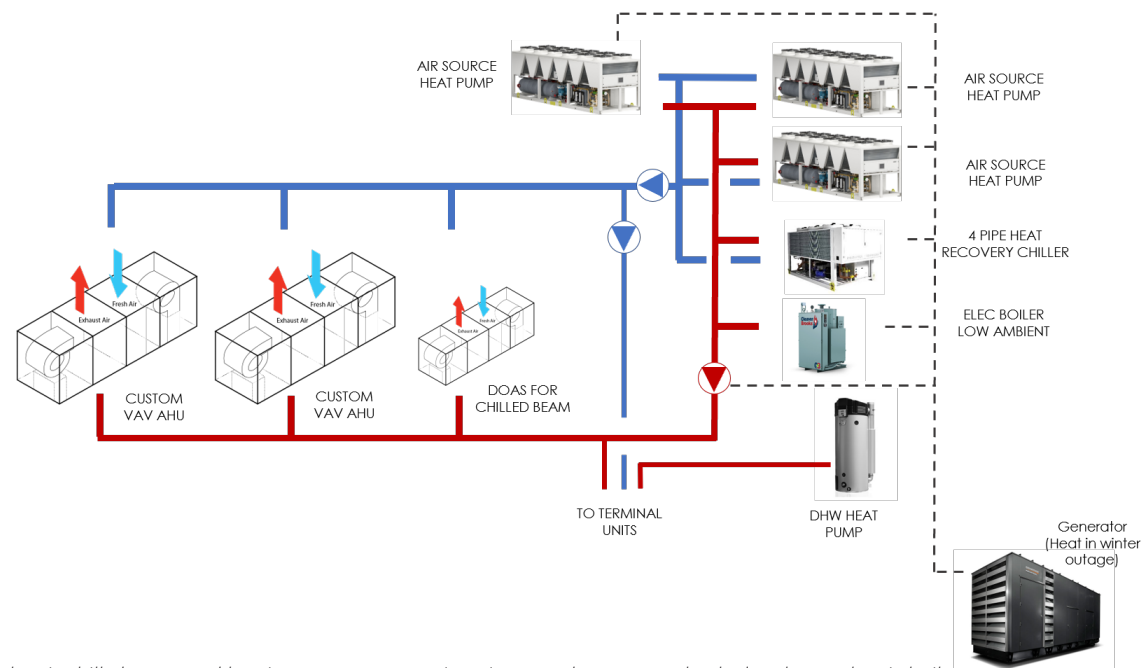 AIR SOURCE
HEAT PUMP
AIR SOURCE
HEAT PUMP
AIR SOURCE
HEAT PUMP
4 PIPE HEAT
RECOVERY CHILLER
ELEC BOILER
LOW AMBIENT
Exhaust Air
Fresh Air
Exhaust Air
Fresh Air
Exhaust Air
Fresh Air
CUSTOM
VAV AHU
CUSTOM
VAV AHU
DOAS FOR
CHILLED BEAM
TO TERMINAL
UNITS
DHW HEAT
PUMP
Generator
(Heat in winter
outage)